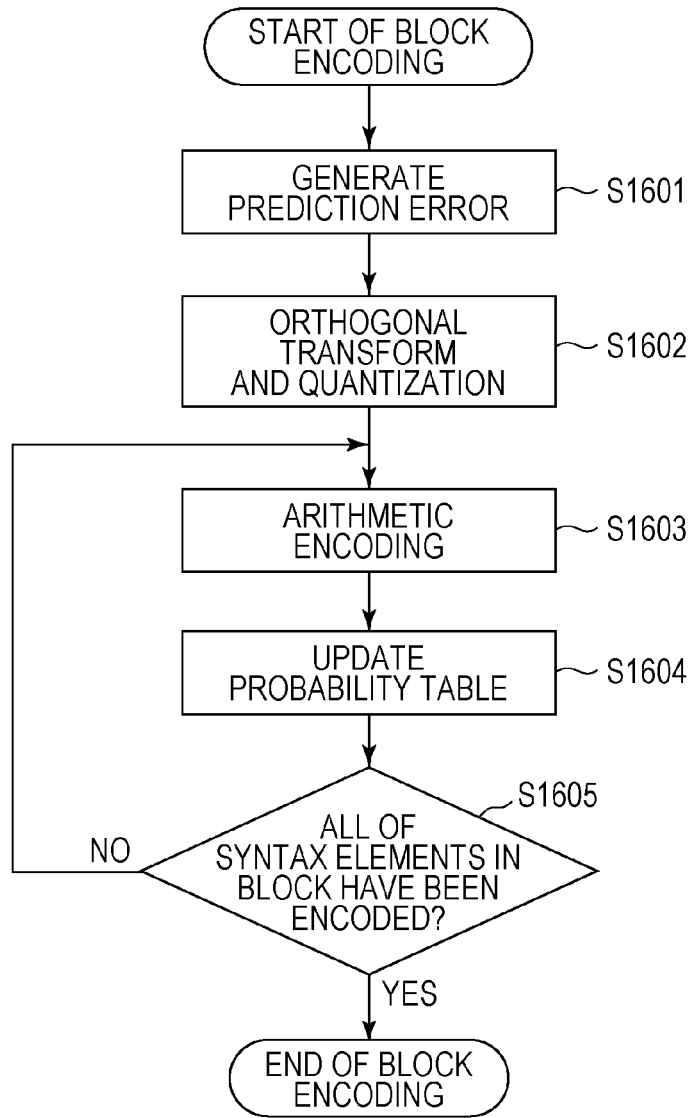 START OF BLOCK
ENCODING
GENERATE
PREDICTION ERROR
S1601
ORTHOGONAL
TRANSFORM
AND QUANTIZATION
S1602
ARITHMETIC
ENCODING
S1603
UPDATE
PROBABILITY TABLE
S1604
S1605
ALL OF
SYNTAX ELEMENTS IN
BLOCK HAVE BEEN
ENCODED?
NO
YES
END OF BLOCK
ENCODING